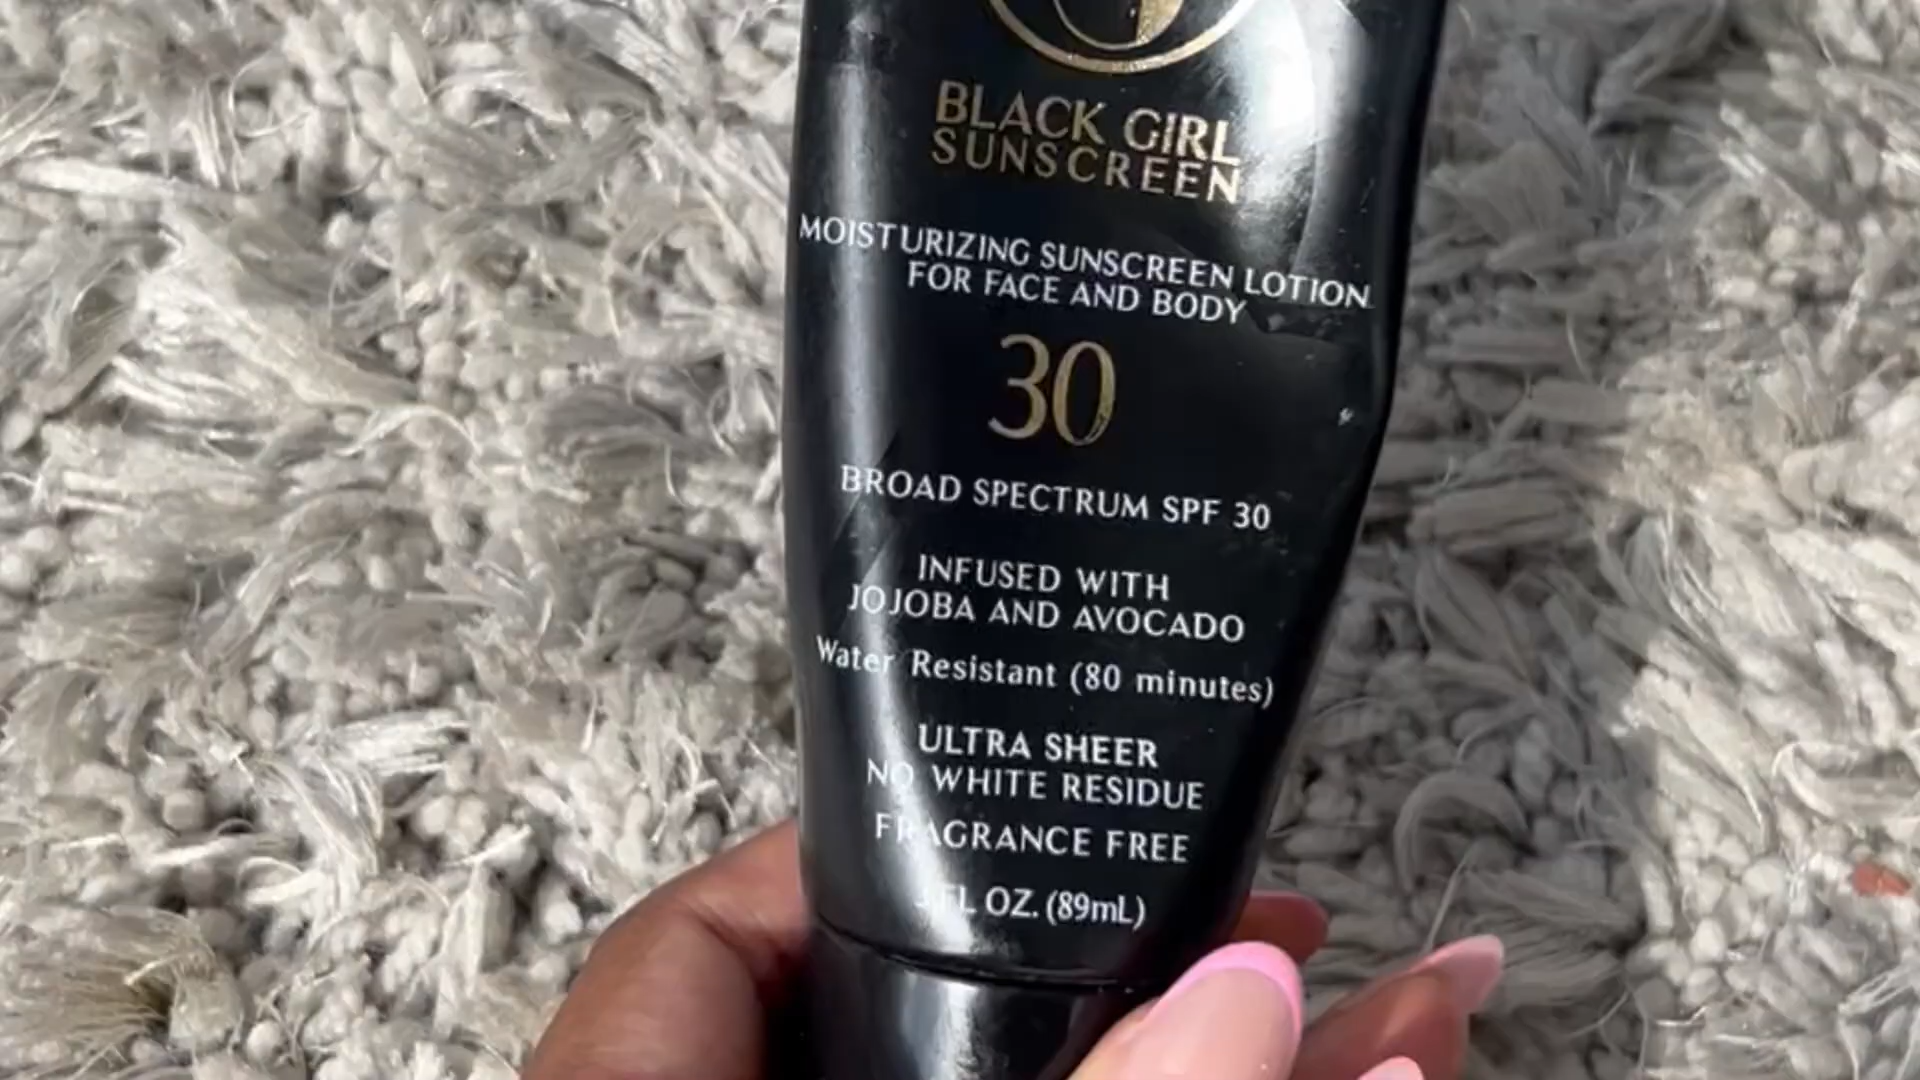 BLACK GIRL
SUNSCREEN
MOISTURIZING SUNSCREEN LOTION
FOR FACE AND BODY
30
BROAD SPECTRUM SPF 30
INFUSED WITH
JOJOBA AND AVOCADO
Water Resistant (80 minutes)
ULTRA SHEER
NO WHITE RESIDUE
FRAGRANCE FREE
FL OZ. (89mL)